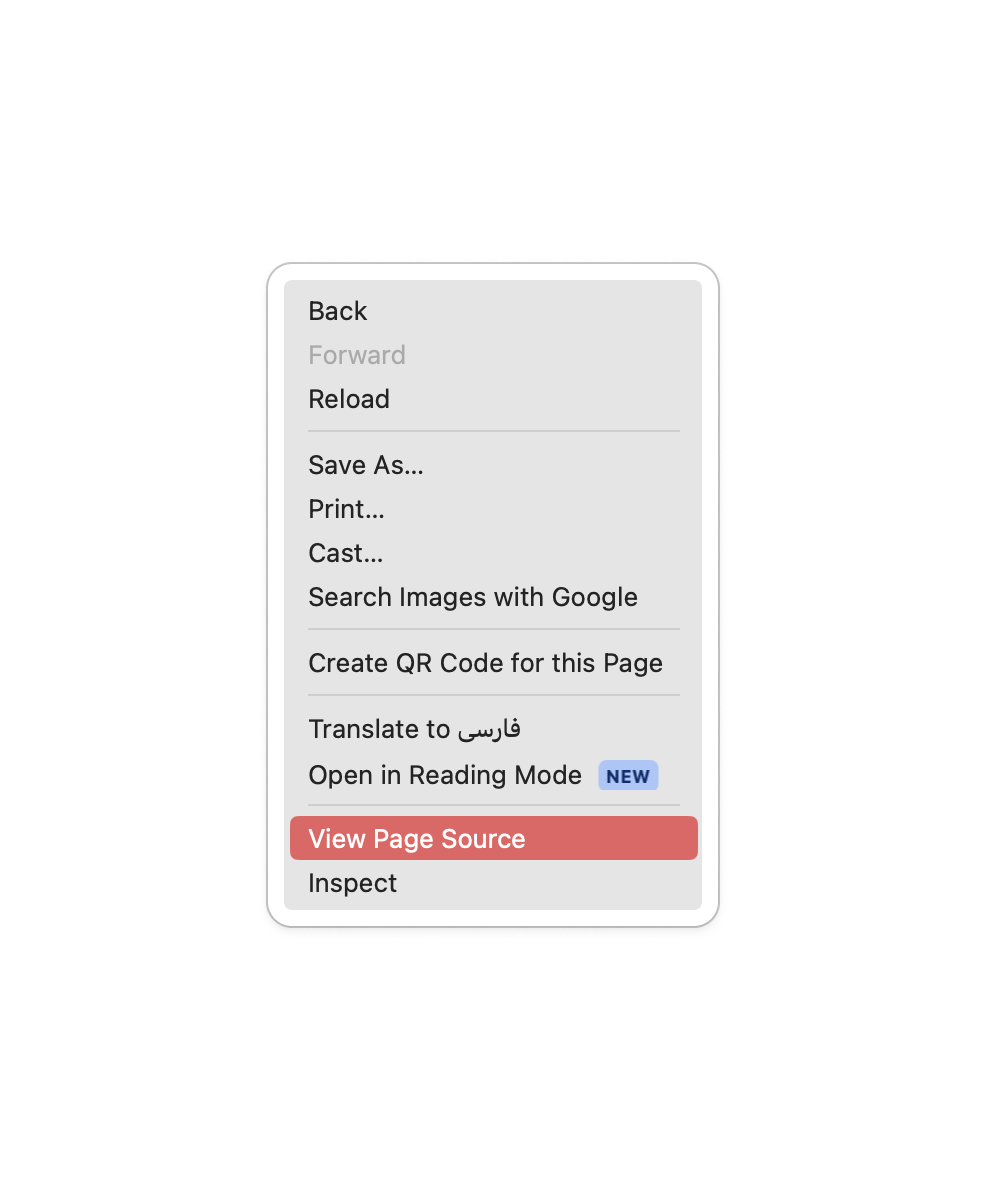 Back
Forward
Reload
Save As...
Print...
Cast...
Search Images with Google
Create QR Code for this Page
Translate to فارسی
Open in Reading Mode NEW
View Page Source
Inspect